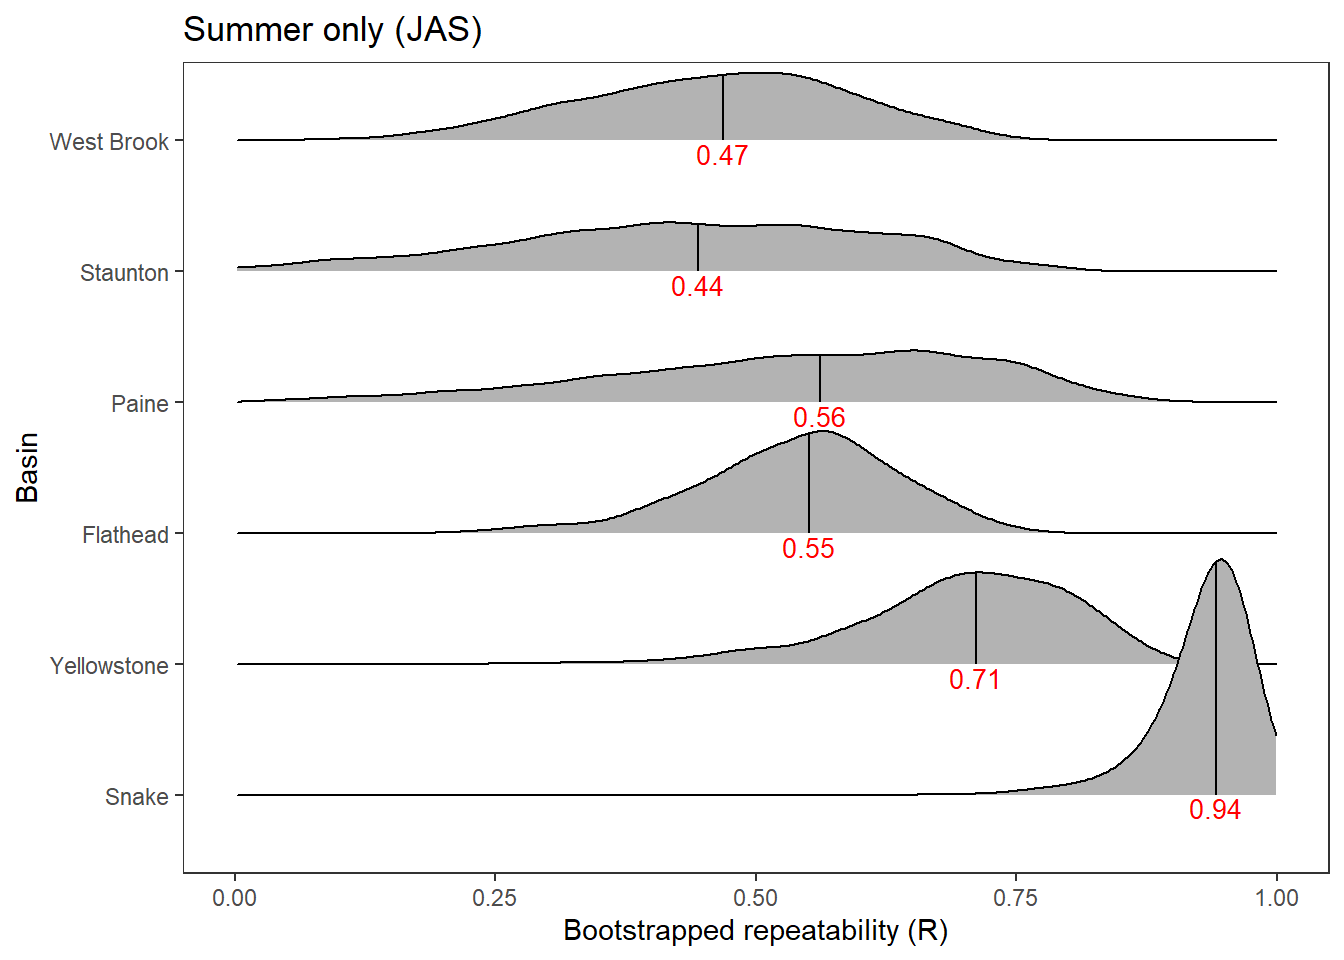 Summer only (JAS)
West Brook
0.47
Staunton
0.44
Paine
0.56
Basin
Flathead
0.55
Yellowstone
0.71
Snake
0.94
0.00 0.25 0.50 0.75 1.00
Bootstrapped repeatability (R)